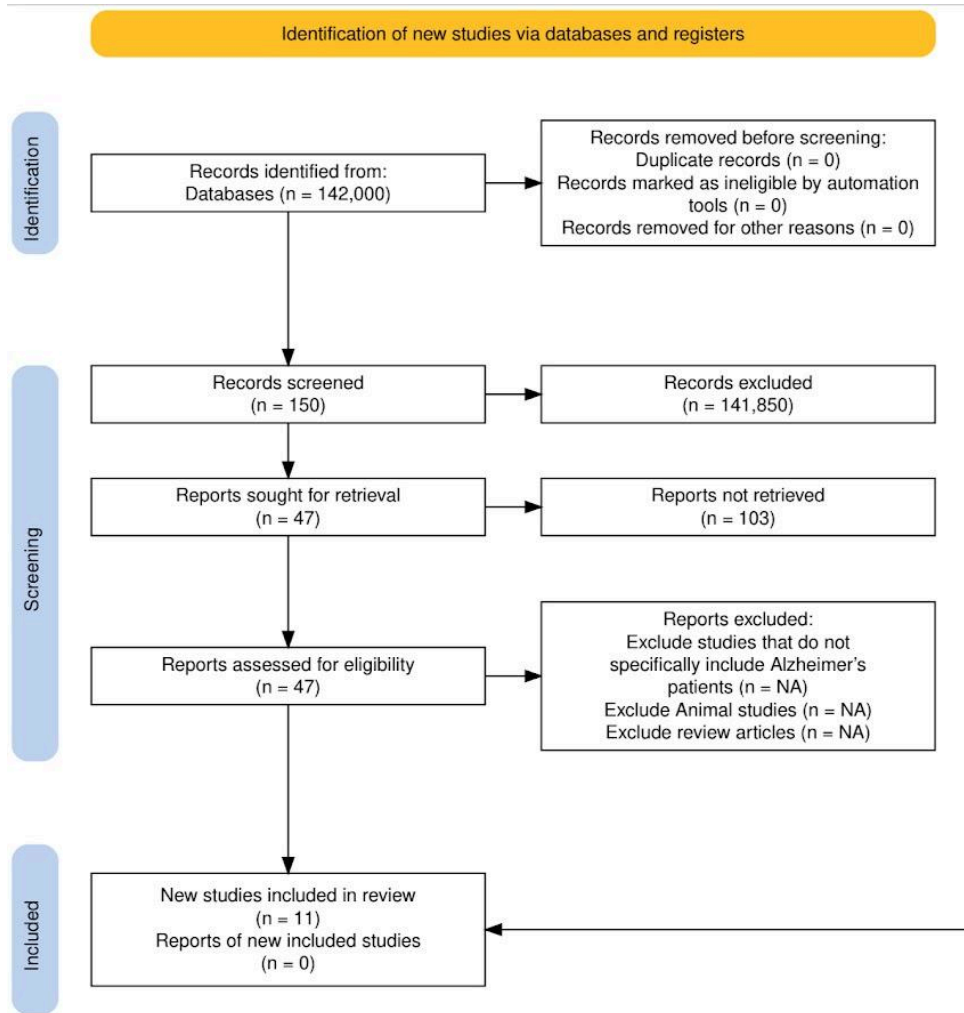 Identification of new studies via databases and registers
Identification
Records identified from:
Databases (n = 142,000)
Records removed before screening:
Duplicate records (n = 0)
Records marked as ineligible by automation
tools (n = 0)
Records removed for other reasons (n = 0)
Screening
Records screened
(n = 150)
Records excluded
(n = 141,850)
Reports sought for retrieval
(n = 47)
Reports not retrieved
(n = 103)
Reports assessed for eligibility
(n = 47)
Reports excluded:
Exclude studies that do not
specifically include Alzheimer's
patients (n = NA)
Exclude Animal studies (n = NA)
Exclude review articles (n = NA)
Included
New studies included in review
(n = 11)
Reports of new included studies
(n = 0)